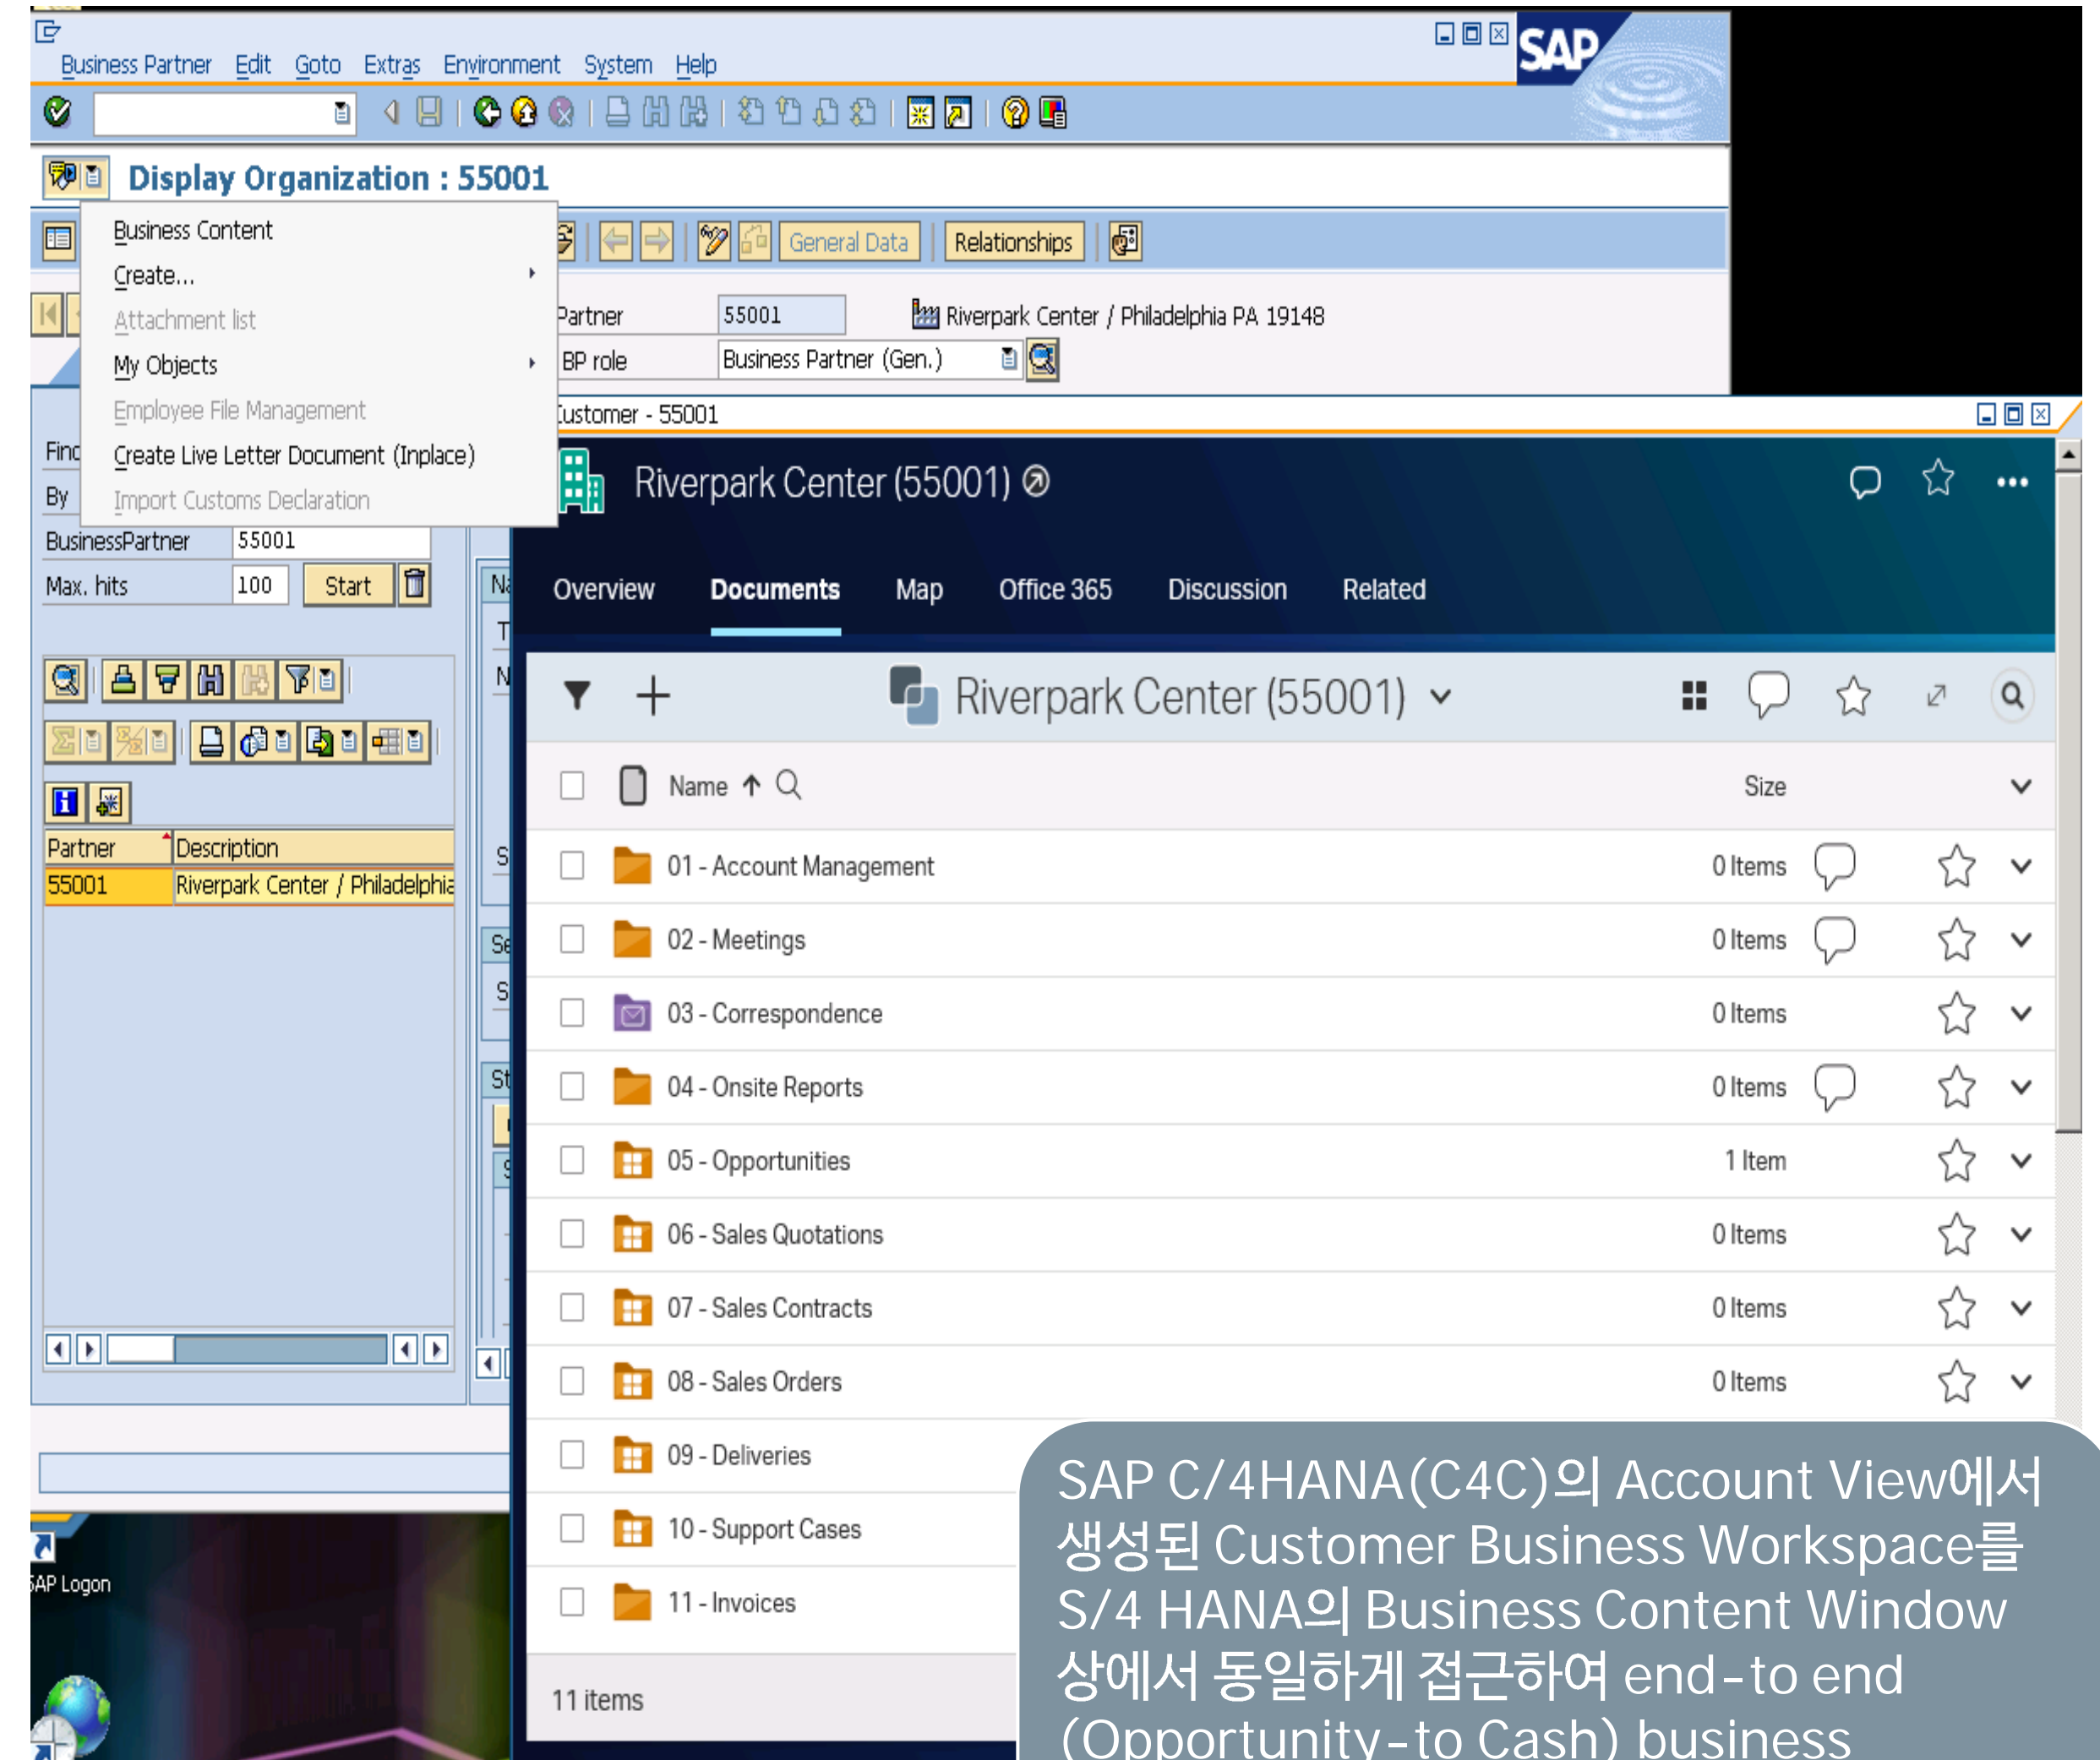 Business Partner Edit Goto Extras Environment System Help
SAP
Display Organization : 55001
Business Content
Create...
Attachment list
My Objects
Employee File Management
Create Live Letter Document (Inplace)
Import Customs Declaration
General Data Relationships
Partner 55001 Riverpark Center / Philadelphia PA 19148
BP role Business Partner (Gen.)
Customer - 55001
Find
By
BusinessPartner 55001
Max. hits 100 Start
Partner Description
55001 Riverpark Center / Philadelphia
Riverpark Center (55001)
Overview Documents Map Office 365 Discussion Related
Riverpark Center (55001)
Name Size
01 - Account Management 0 Items
02 - Meetings 0 Items
03 - Correspondence 0 Items
04 - Onsite Reports 0 Items
05 - Opportunities 1 Item
06 - Sales Quotations 0 Items
07 - Sales Contracts 0 Items
08 - Sales Orders 0 Items
09 - Deliveries
10 - Support Cases
11 - Invoices
11 items
SAP Logon
SAP C/4HANA(C4C)의 Account View에서
생성된 Customer Business Workspace를
S/4 HANA의 Business Content Window
상에서 동일하게 접근하여 end-to end
(Opportunity-to Cash) business